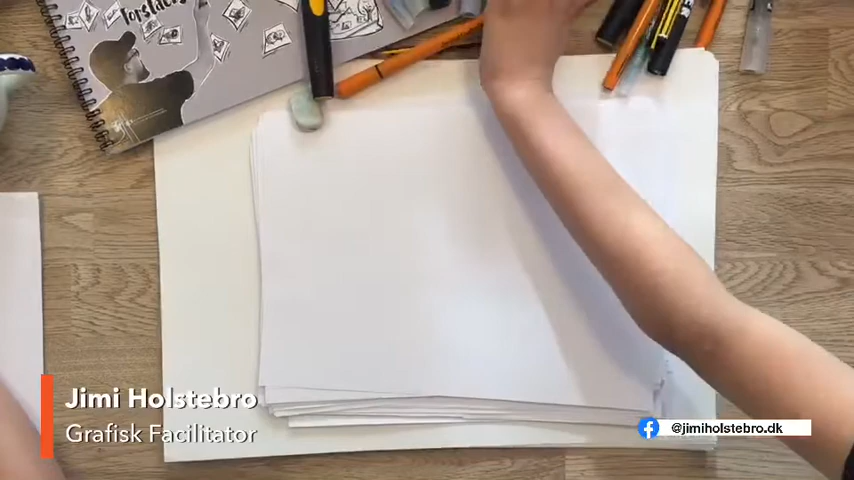 Jimi Holstebro
Grafisk Facilitator
@jimiholstebro.dk